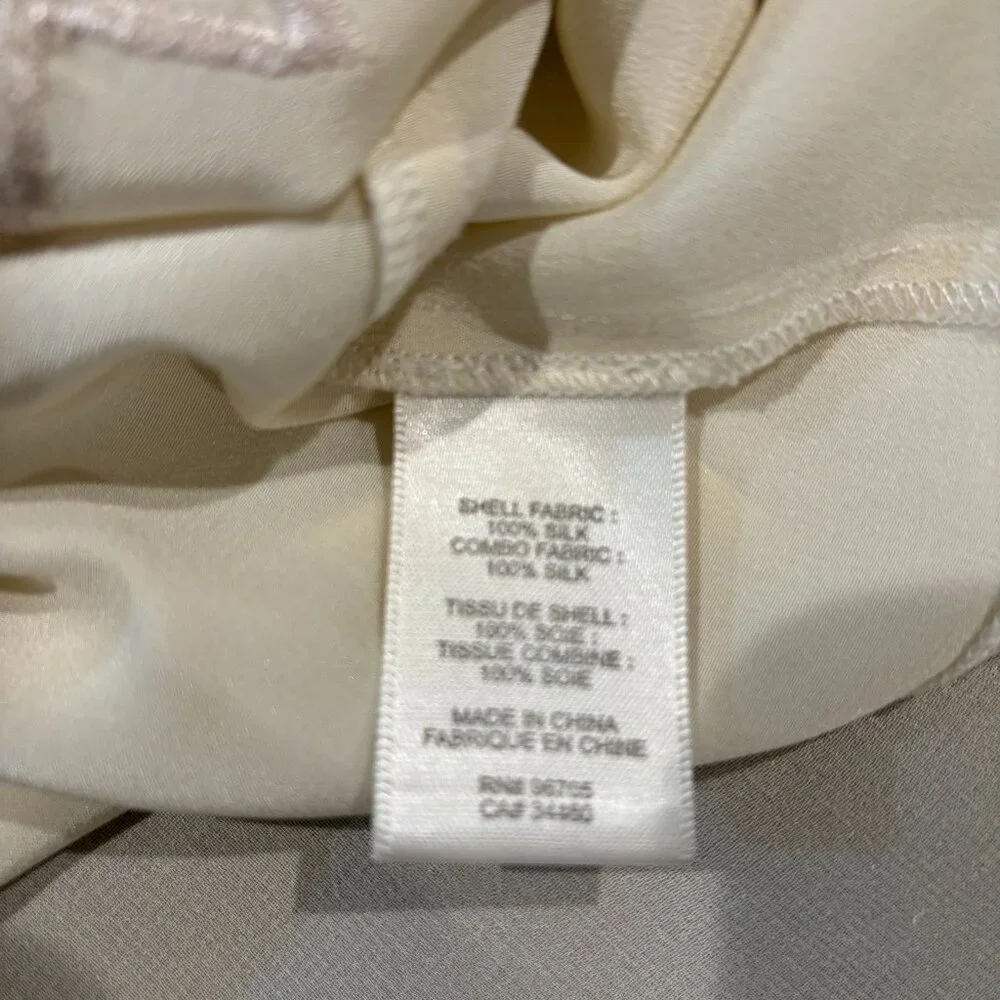 SHELL FABRIC :
100% SILK
COMBO FABRIC :
100% SILK
TISSU DE SHELL :
100% SOIE :
TISSUE COMBINE :
100% SOIE
MADE IN CHINA
FABRIQUE EN CHINE
RN# 96705
CA# 34480